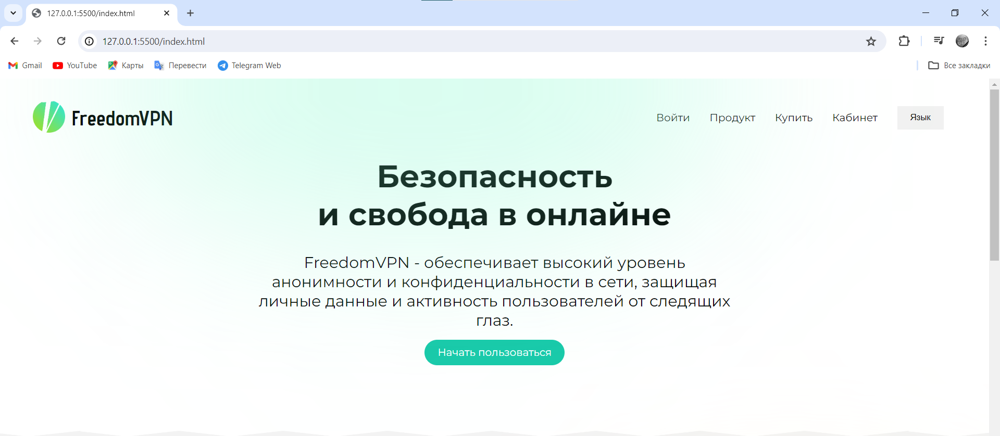 127.0.0.1:5500/index.html
127.0.0.1:5500/index.html
Gmail YouTube Карты Перевести Telegram Web Все закладки
FreedomVPN Войти Продукт Купить Кабинет Язык
Безопасность
и свобода в онлайне
FreedomVPN - обеспечивает высокий уровень
анонимности и конфиденциальности в сети, защищая
личные данные и активность пользователей от следящих
глаз.
Начать пользоваться